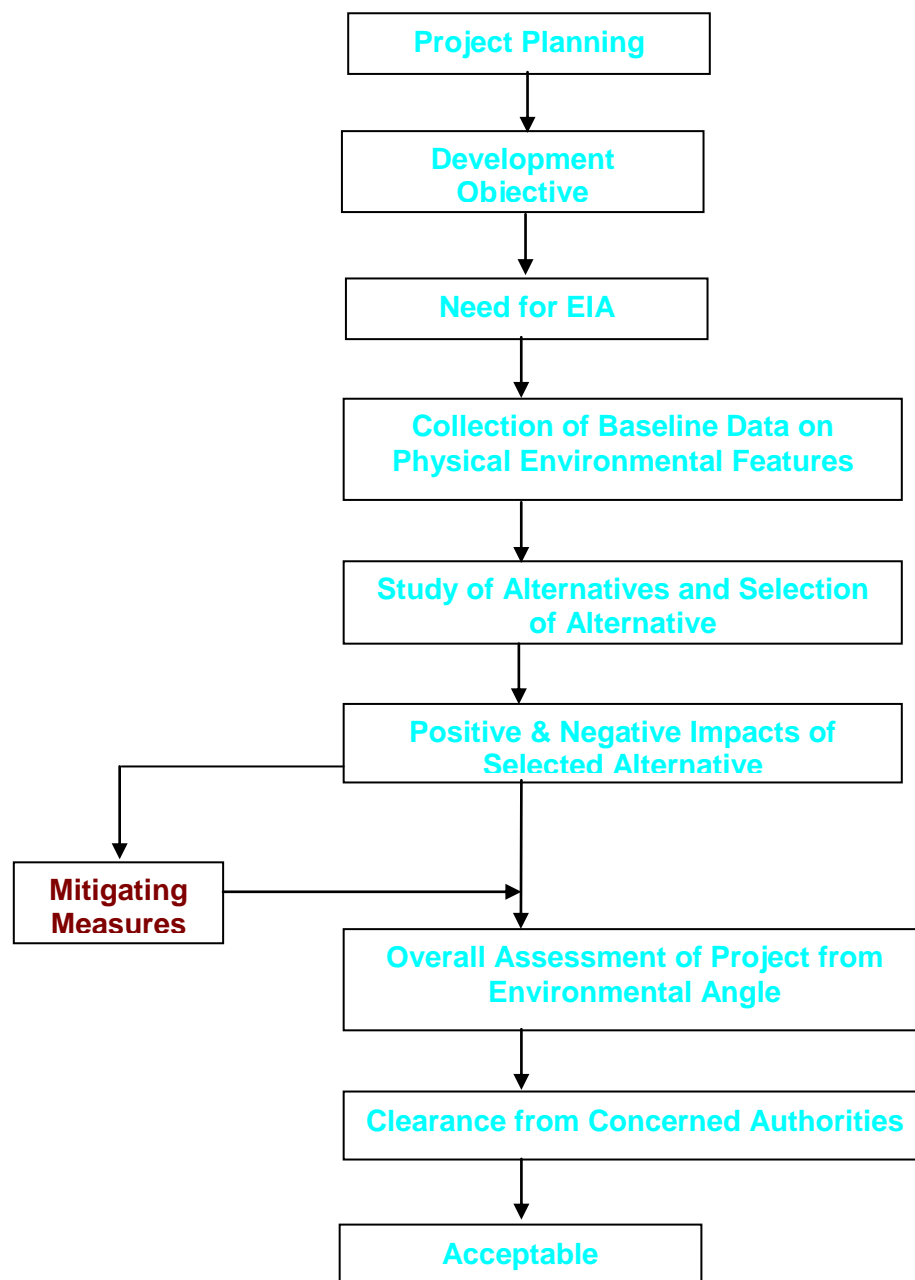 Project Planning
Development
Objective
Need for EIA
Collection of Baseline Data on
Physical Environmental Features
Study of Alternatives and Selection
of Alternative
Positive & Negative Impacts of
Selected Alternative
Mitigating
Measures
Overall Assessment of Project from
Environmental Angle
Clearance from Concerned Authorities
Acceptable